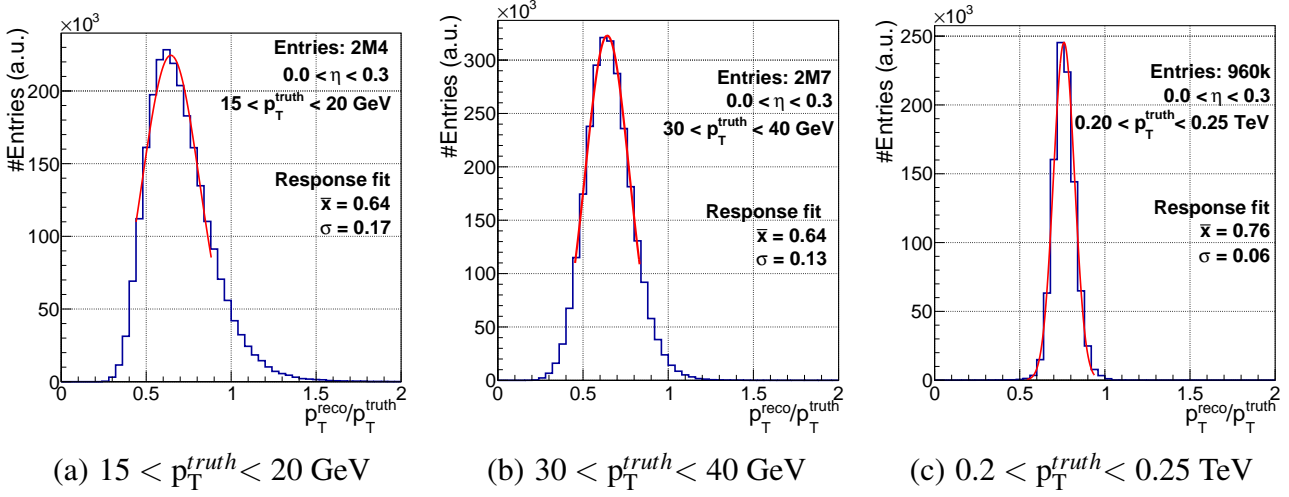 ×10³
#Entries (a.u.)
200
150
100
50
0
0
0.5
1
1.5
2
Entries: 2M4
0.0 < η < 0.3
15 < p_T^truth < 20 GeV
Response fit
x̄ = 0.64
σ = 0.17
p_T^reco/p_T^truth
(a) 15 < p_T^truth < 20 GeV
×10³
#Entries (a.u.)
300
250
200
150
100
50
0
0
0.5
1
1.5
2
Entries: 2M7
0.0 < η < 0.3
30 < p_T^truth < 40 GeV
Response fit
x̄ = 0.64
σ = 0.13
p_T^reco/p_T^truth
(b) 30 < p_T^truth < 40 GeV
×10³
#Entries (a.u.)
250
200
150
100
50
0
0
0.5
1
1.5
2
Entries: 960k
0.0 < η < 0.3
0.20 < p_T^truth < 0.25 TeV
Response fit
x̄ = 0.76
σ = 0.06
p_T^reco/p_T^truth
(c) 0.2 < p_T^truth < 0.25 TeV